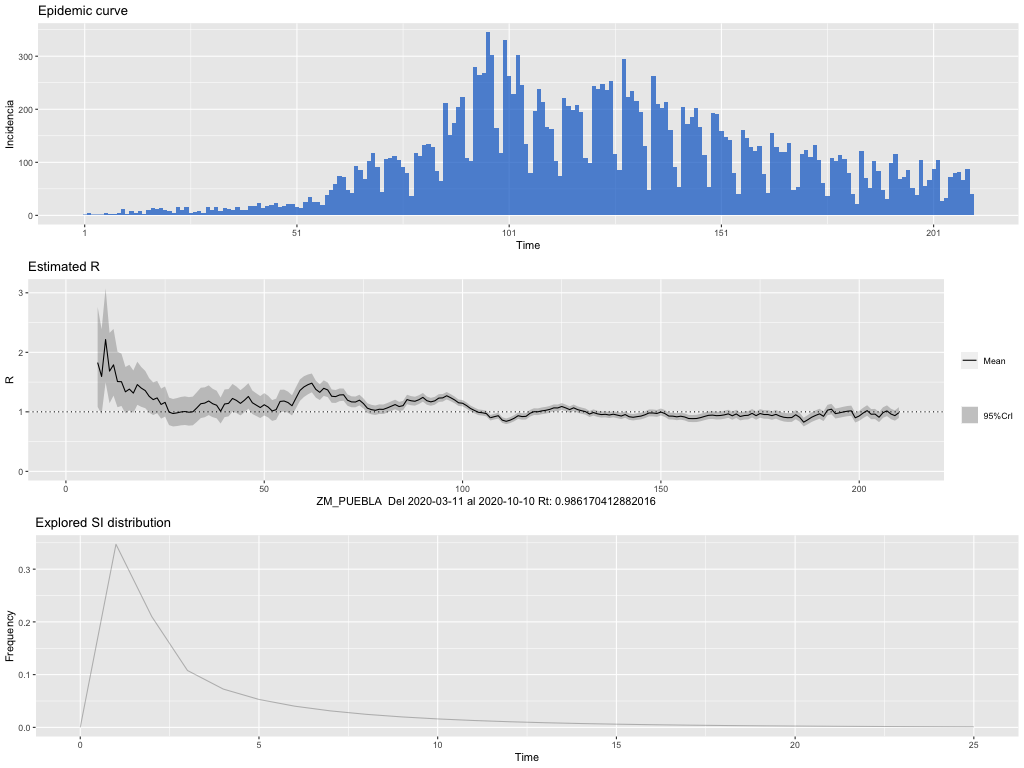 Epidemic curve
300
200
100
0
Incidencia
1 51 101 151 201
Time
Estimated R
3
2
1
0
R
0 50 100 150 200
ZM_PUEBLA Del 2020-03-11 al 2020-10-10 Rt: 0.986170412882016
Mean
95%CrI
Explored SI distribution
0.3
0.2
0.1
0.0
Frequency
0 5 10 15 20 25
Time